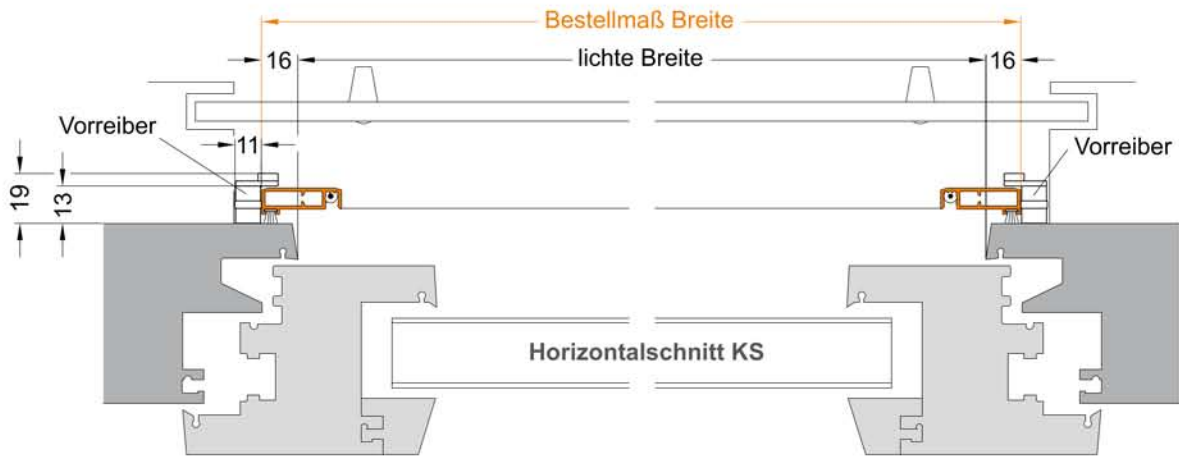 Bestellmaß Breite
16
lichte Breite
16
Vorreiber
11
Vorreiber
19
13
Horizontalschnitt KS